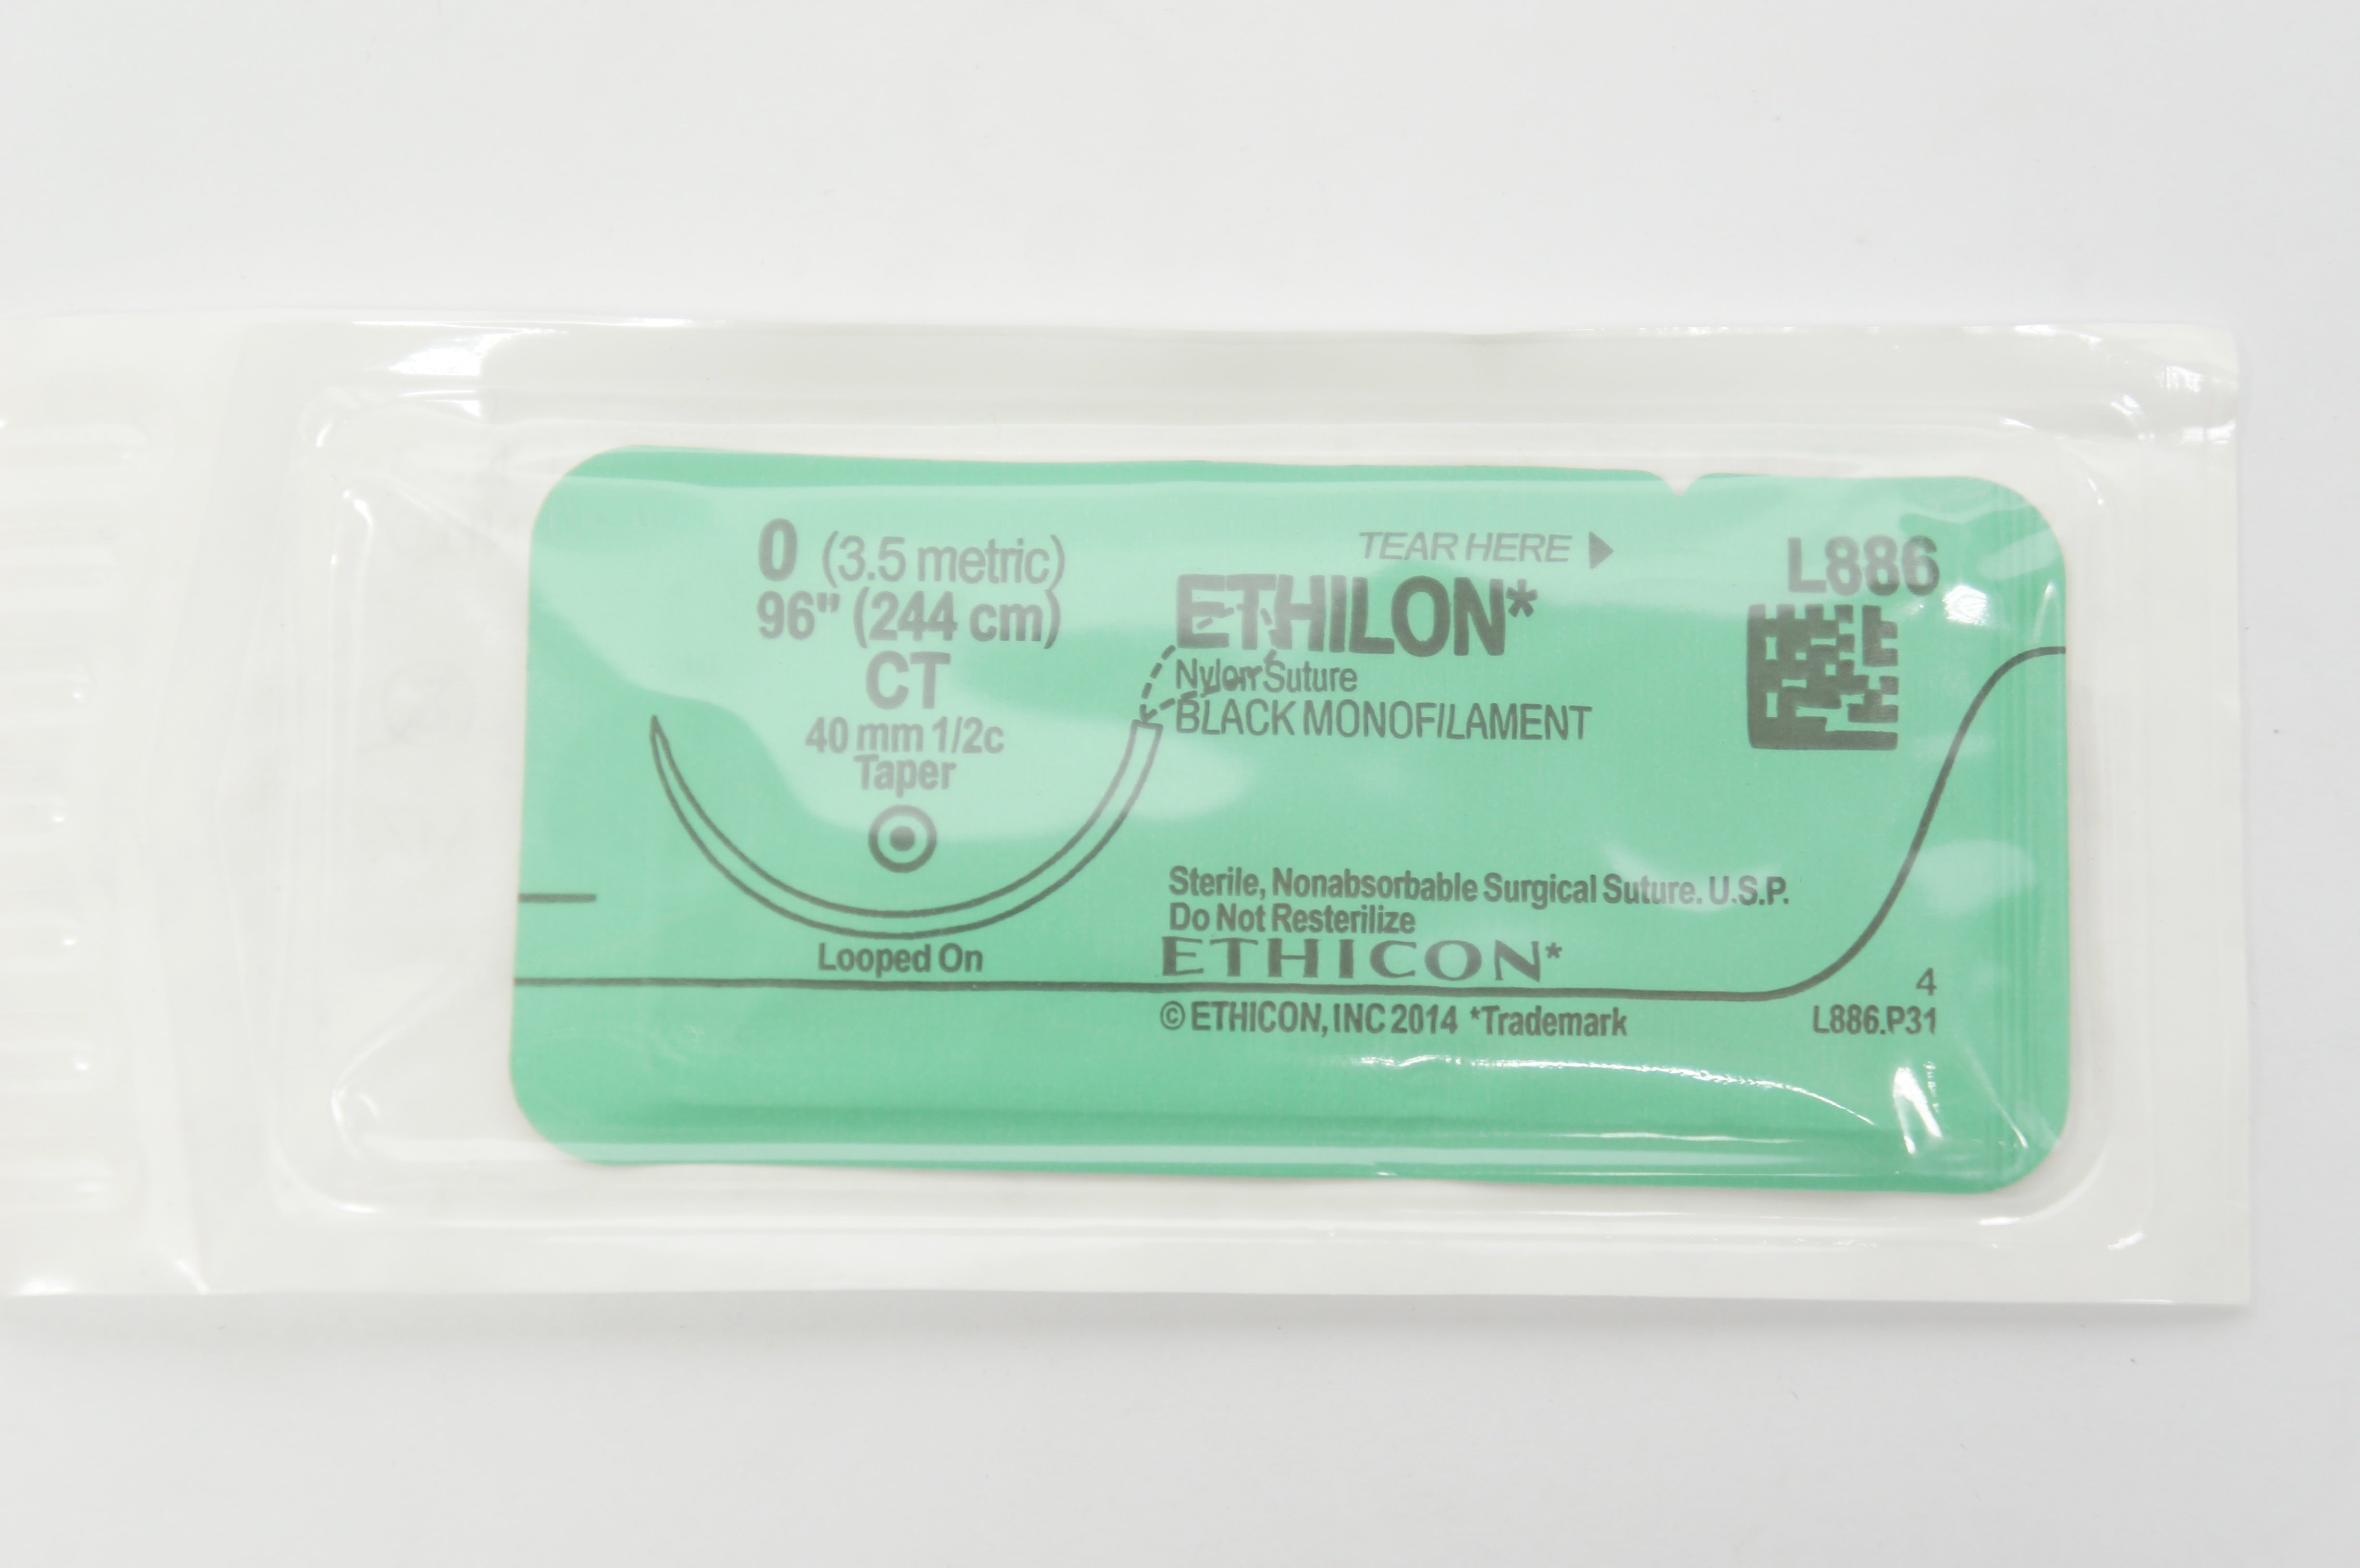 0 (3.5 metric)
96" (244 cm)
CT
40 mm 1/2c
Taper
Looped On
TEAR HERE
ETHILON*
Nylon Suture
BLACK MONOFILAMENT
L886
Sterile, Nonabsorbable Surgical Suture. U.S.P.
Do Not Resterilize
ETHICON*
© ETHICON, INC 2014 *Trademark
4
L886.P31